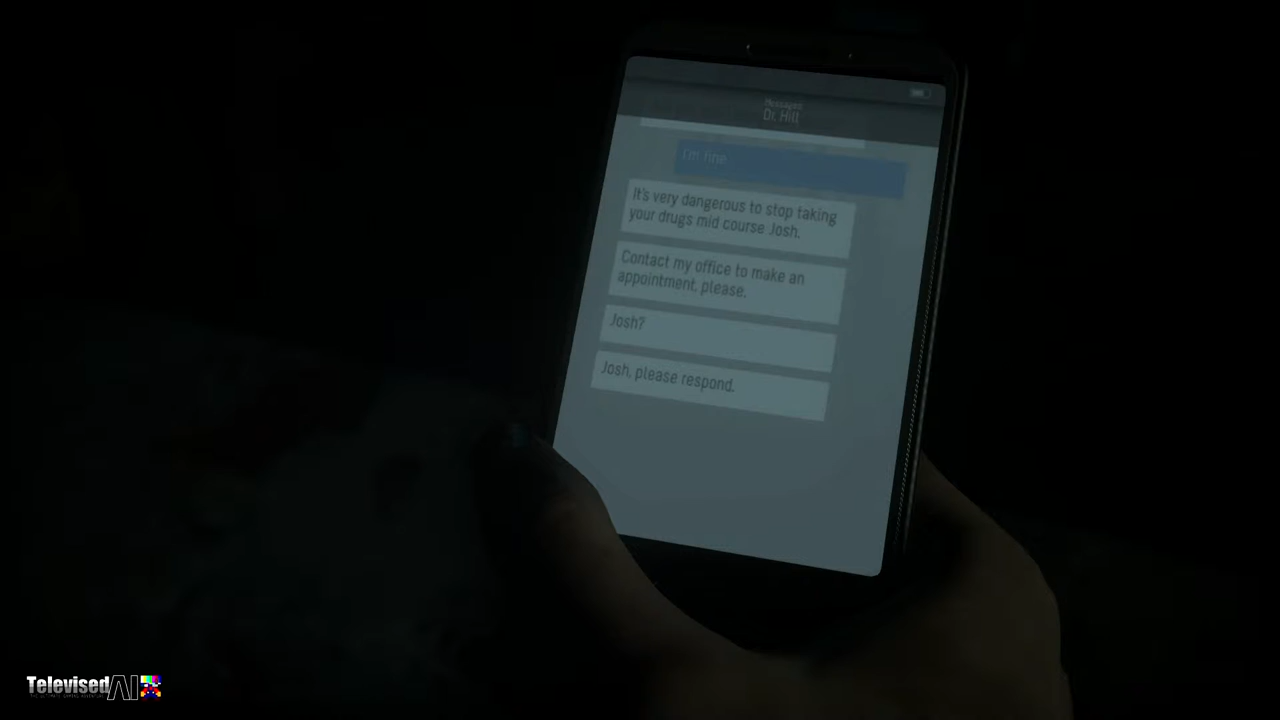 Messages
Dr. Hill
I'm fine
It's very dangerous to stop taking
your drugs mid course Josh.
Contact my office to make an
appointment, please.
Josh?
Josh, please respond.
TelevisedAI